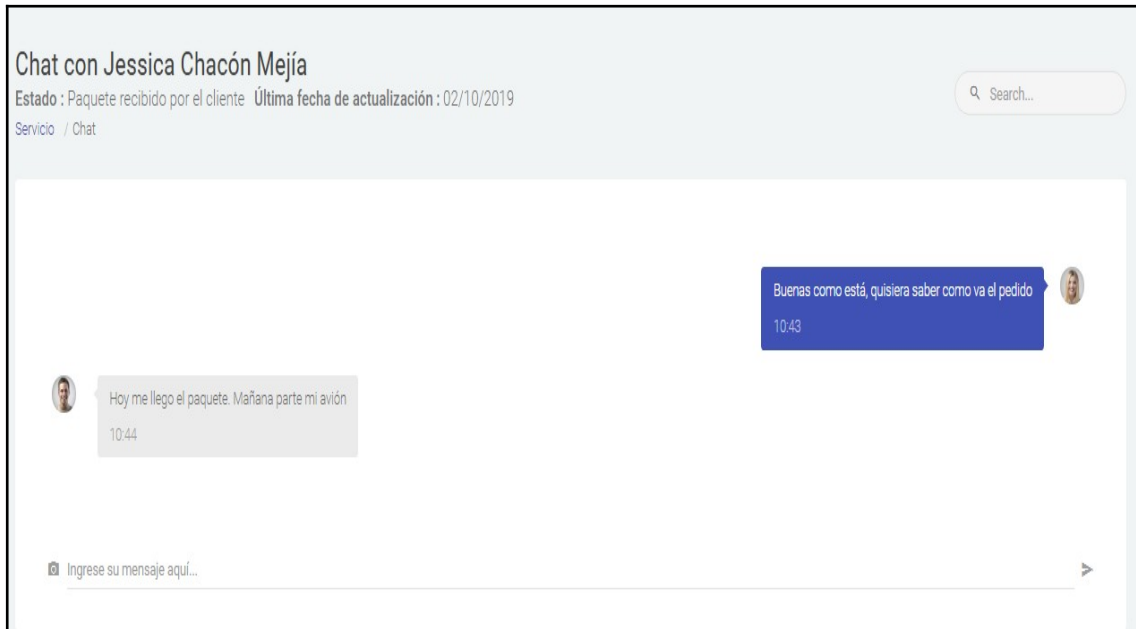 Chat con Jessica Chacón Mejía
Estado : Paquete recibido por el cliente Última fecha de actualización : 02/10/2019
Search...
Servicio / Chat
Buenas como está, quisiera saber como va el pedido
10:43
Hoy me llego el paquete. Mañana parte mi avión
10:44
Ingrese su mensaje aquí...